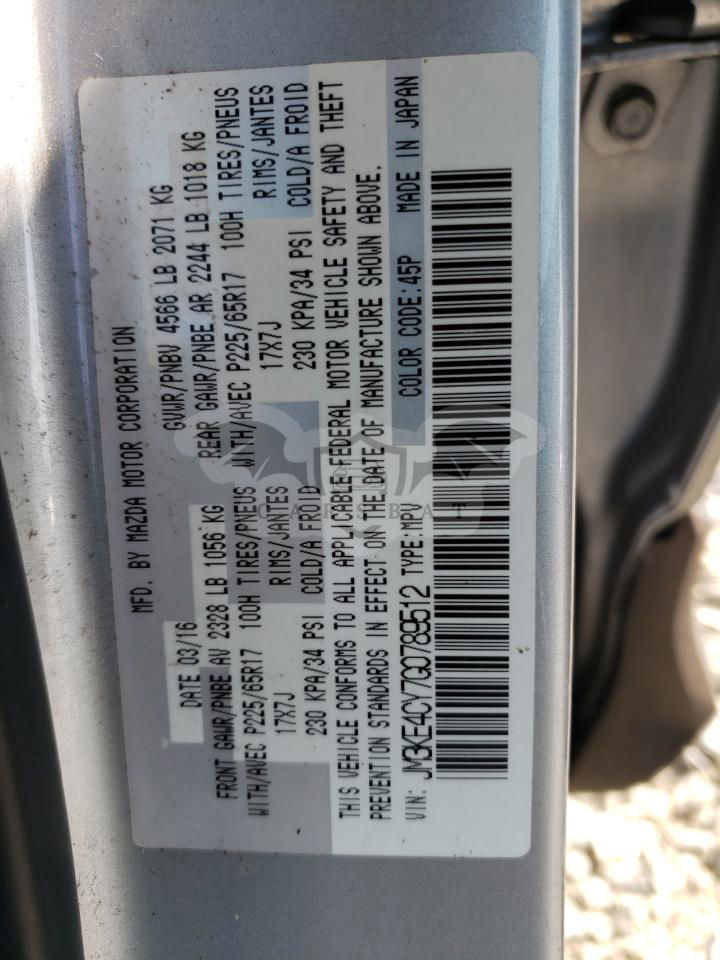 MFD. BY MAZDA MOTOR CORPORATION
DATE 03/16 GVWR/PNBV 4566 LB 2071 KG
FRONT GAWR/PNBE AV 2328 LB 1056 KG REAR GAWR/PNBE AR 2244 LB 1018 KG
WITH/AVEC P225/65R17 100H TIRES/PNEUS WITH/AVEC P225/65R17 100H TIRES/PNEUS
17X7J RIMS/JANTES 17X7J RIMS/JANTES
230 KPA/34 PSI COLD/A FROID 230 KPA/34 PSI COLD/A FROID
THIS VEHICLE CONFORMS TO ALL APPLICABLE FEDERAL MOTOR VEHICLE SAFETY AND THEFT
PREVENTION STANDARDS IN EFFECT ON THE DATE OF MANUFACTURE SHOWN ABOVE.
VIN: JM3KE4CY7G0789512 TYPE: MPV COLOR CODE: 45P MADE IN JAPAN
CARSBAT